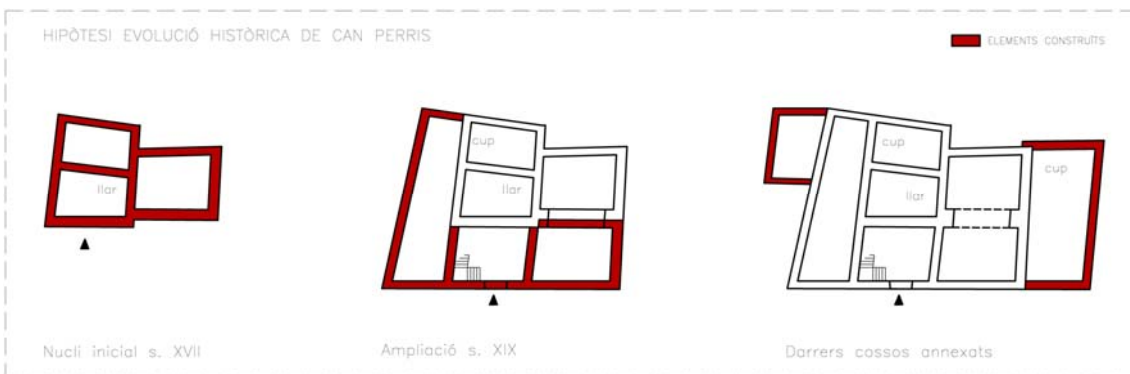 HIPÒTESI EVOLUCIÓ HISTÒRICA DE CAN PERRIS
ELEMENTS CONSTRUÏTS
llar
Nucli inicial s. XVII
cup
llar
Ampliació s. XIX
cup
llar
cup
Darrers cossos annexats